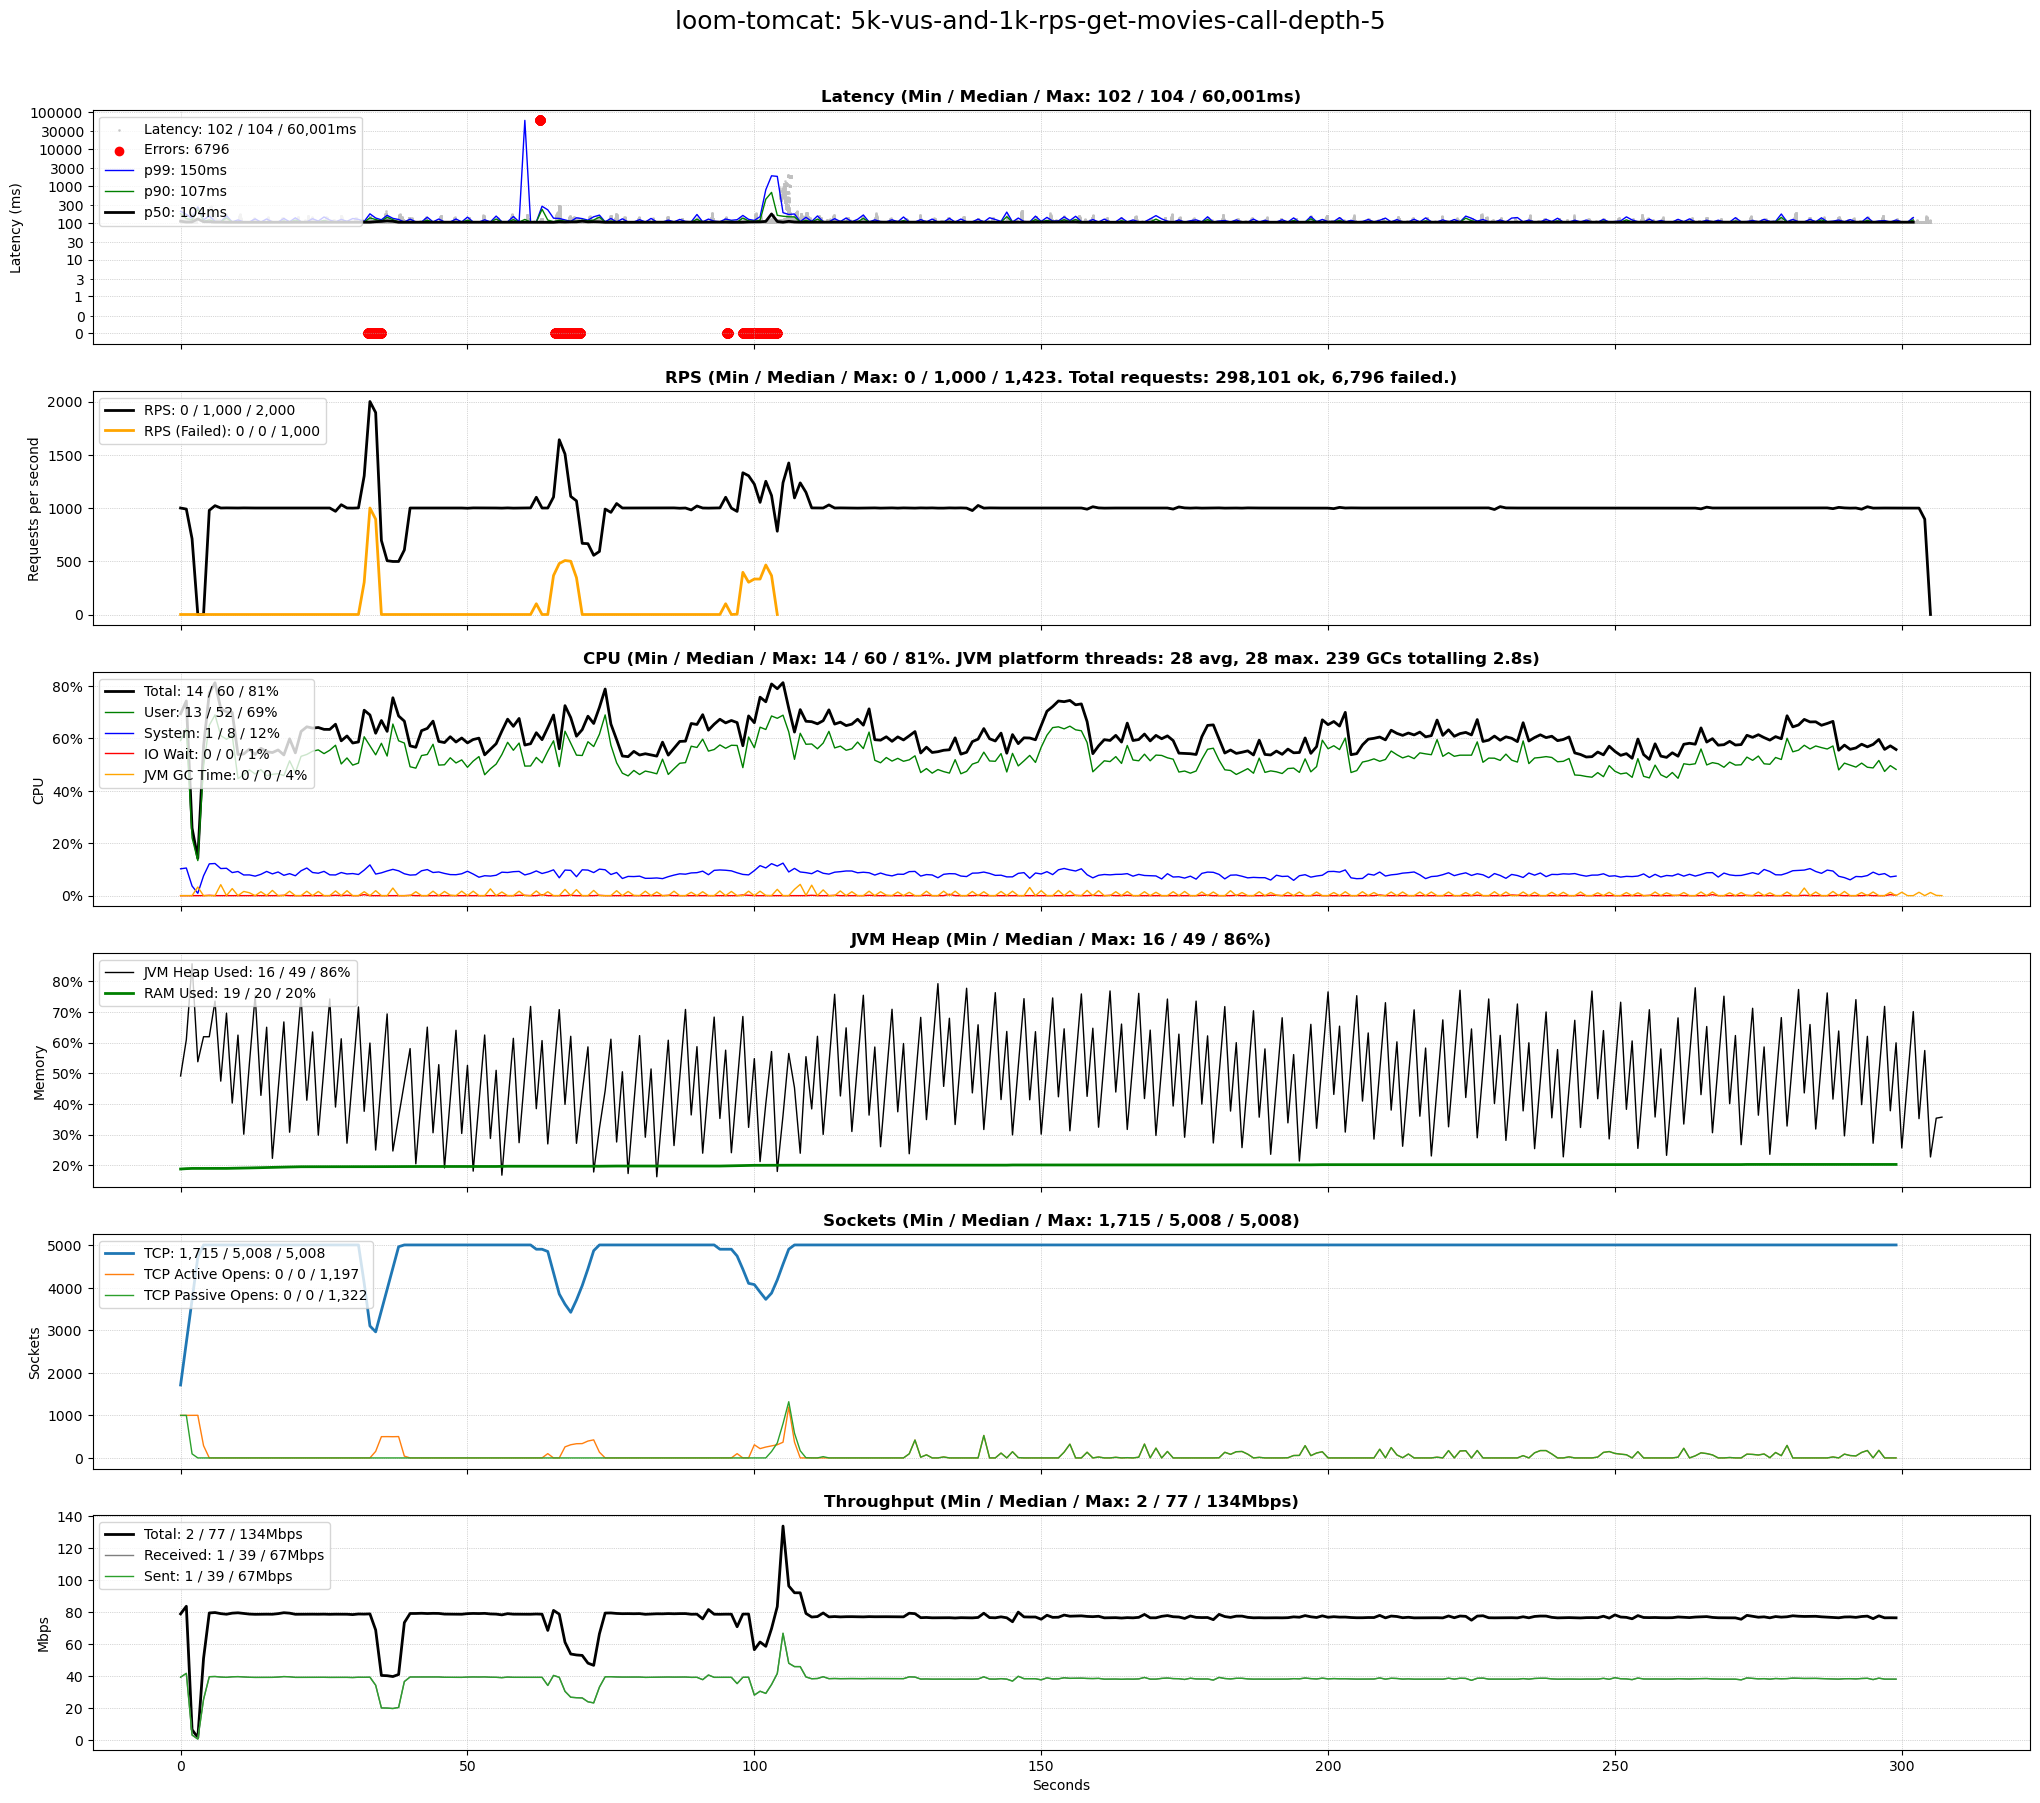 loom-tomcat: 5k-vus-and-1k-rps-get-movies-call-depth-5
Latency (Min / Median / Max: 102 / 104 / 60,001ms)
Latency (ms)
100000
30000
10000
3000
1000
300
100
30
10
3
1
0
0
Latency: 102 / 104 / 60,001ms
Errors: 6796
p99: 150ms
p90: 107ms
p50: 104ms
RPS (Min / Median / Max: 0 / 1,000 / 1,423. Total requests: 298,101 ok, 6,796 failed.)
Requests per second
2000
1500
1000
500
0
RPS: 0 / 1,000 / 2,000
RPS (Failed): 0 / 0 / 1,000
CPU (Min / Median / Max: 14 / 60 / 81%. JVM platform threads: 28 avg, 28 max. 239 GCs totalling 2.8s)
CPU
80%
60%
40%
20%
0%
Total: 14 / 60 / 81%
User: 13 / 52 / 69%
System: 1 / 8 / 12%
IO Wait: 0 / 0 / 1%
JVM GC Time: 0 / 0 / 4%
JVM Heap (Min / Median / Max: 16 / 49 / 86%)
Memory
80%
70%
60%
50%
40%
30%
20%
JVM Heap Used: 16 / 49 / 86%
RAM Used: 19 / 20 / 20%
Sockets (Min / Median / Max: 1,715 / 5,008 / 5,008)
Sockets
5000
4000
3000
2000
1000
0
TCP: 1,715 / 5,008 / 5,008
TCP Active Opens: 0 / 0 / 1,197
TCP Passive Opens: 0 / 0 / 1,322
Throughput (Min / Median / Max: 2 / 77 / 134Mbps)
Mbps
140
120
100
80
60
40
20
0
Total: 2 / 77 / 134Mbps
Received: 1 / 39 / 67Mbps
Sent: 1 / 39 / 67Mbps
0 50 100 150 200 250 300
Seconds